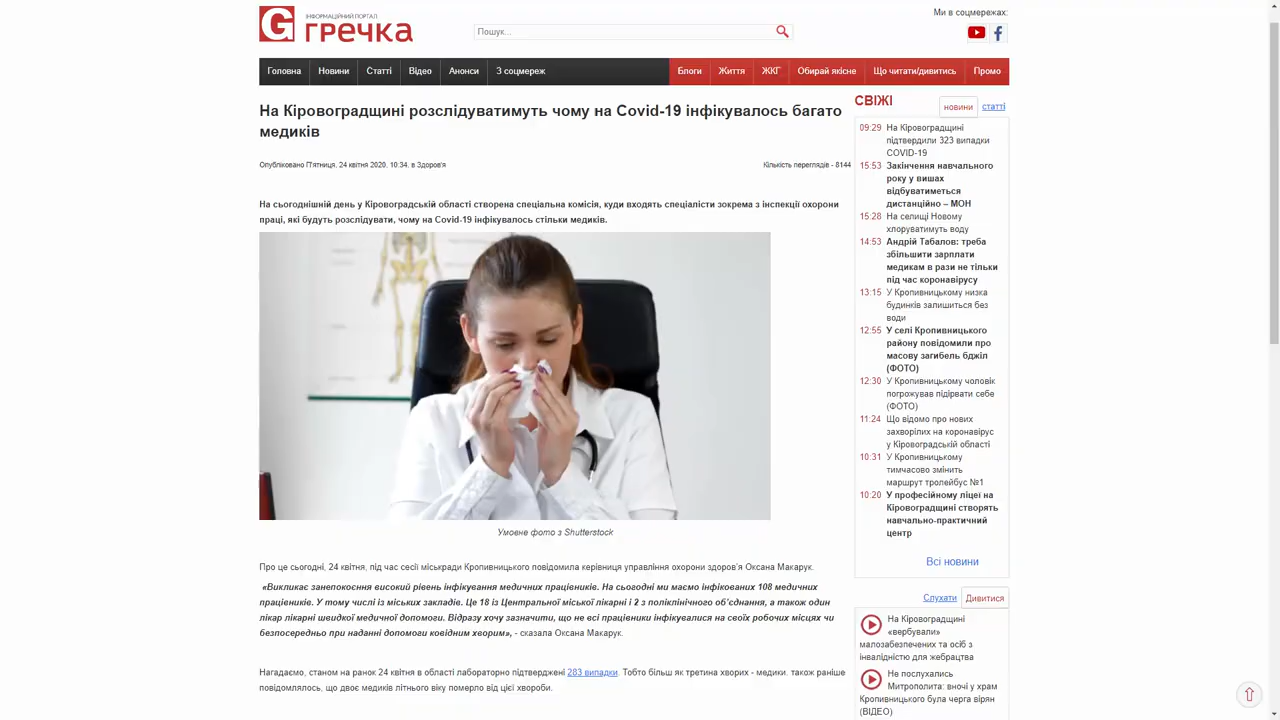 ІНФОРМАЦІЙНИЙ ПОРТАЛ
гречка
Пошук...
Ми в соцмережах:
Головна Новини Статті Відео Анонси З соцмереж Блоги Життя ЖКГ Обирай якісне Що читати/дивитись Промо
На Кіровоградщині розслідуватимуть чому на Covid-19 інфікувалось багато
медиків
Опубліковано П'ятниця, 24 квітня 2020, 10:34. в Здоров'я
Кількість переглядів - 8144
На сьогоднішній день у Кіровоградській області створена спеціальна комісія, куди входять спеціалісти зокрема з інспекції охорони
праці, які будуть розслідувати, чому на Covid-19 інфікувалось стільки медиків.
Умовне фото з Shutterstock
Про це сьогодні, 24 квітня, під час сесії міськради Кропивницького повідомила керівниця управління охорони здоров’я Оксана Макарук.
«Викликає занепокоєння високий рівень інфікування медичних працівників. На сьогодні ми маємо інфікованих 108 медичних
працівників. У тому числі із міських закладів. Це 18 із Центральної міської лікарні і 2 з поліклінічного об’єднання, а також один
лікар лікарні швидкої медичної допомоги. Відразу хочу зазначити, що не всі працівники інфікувалися на своїх робочих місцях чи
безпосередньо при наданні допомоги ковідним хворим», - сказала Оксана Макарук.
Нагадаємо, станом на ранок 24 квітня в області лабораторно підтверджені 283 випадки. Тобто більш як третина хворих - медики. також раніше
повідомлялось, що двоє медиків літнього віку померло від цієї хвороби.
СВІЖІ
новини статті
09:29 На Кіровоградщині
підтвердили 323 випадки
COVID-19
15:53 Закінчення навчального
року у вишах
відбуватиметься
дистанційно – МОН
15:28 На селищі Новому
хлоруватимуть воду
14:53 Андрій Табалов: треба
збільшити зарплати
медикам в рази не тільки
під час коронавірусу
13:15 У Кропивницькому низка
будинків залишиться без
води
12:55 У селі Кропивницького
району повідомили про
масову загибель бджіл
(ФОТО)
12:30 У Кропивницькому чоловік
погрожував підірвати себе
(ФОТО)
11:24 Що відомо про нових
захворілих на коронавірус
у Кіровоградській області
10:31 У Кропивницькому
тимчасово змінить
маршрут тролейбус №1
10:20 У професійному ліцеї на
Кіровоградщині створять
навчально-практичний
центр
Всі новини
Слухати Дивитися
На Кіровоградщині
«вербували»
малозабезпечених та осіб з
інвалідністю для жебрацтва
Не послухались
Митрополита: вночі у храм
Кропивницького була черга вірян
(ВІДЕО)